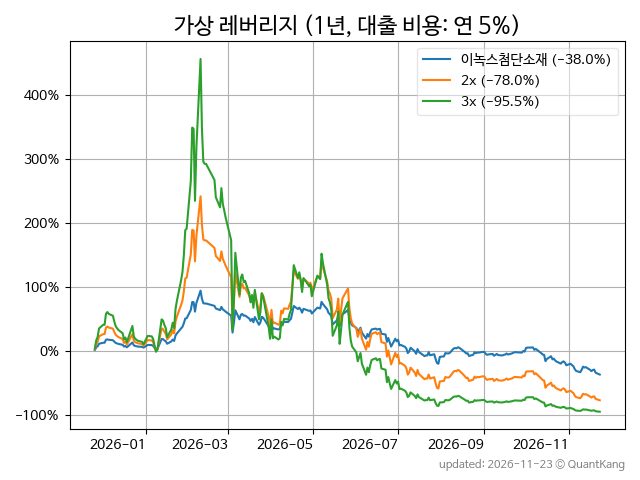 가상 레버리지 (1년, 대출 비용: 연 5%)
이녹스첨단소재 (-38.0%)
2x (-78.0%)
3x (-95.5%)
400%
300%
200%
100%
0%
-100%
2026-01 2026-03 2026-05 2026-07 2026-09 2026-11
updated: 2026-11-23 © QuantKang